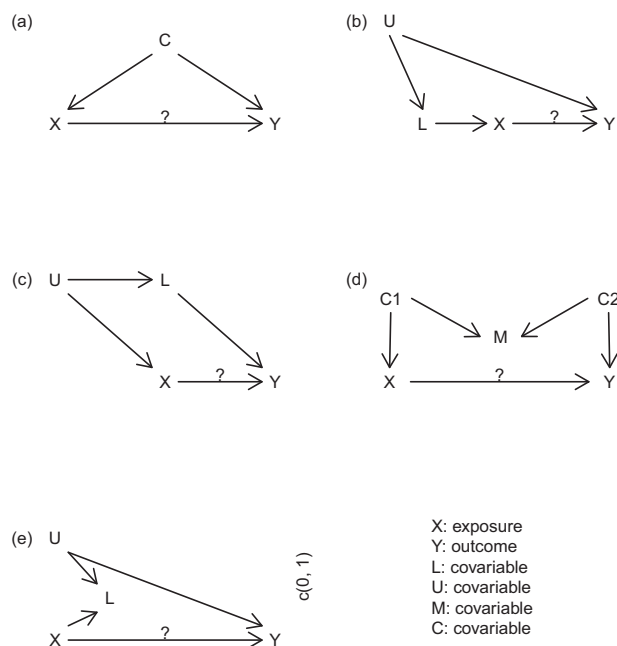 (a)
C
X
?
Y
(b)
U
L
X
?
Y
(c)
U
L
X
?
Y
(d)
C1
C2
M
X
?
Y
(e)
U
L
X
?
Y
c(0, 1)
X: exposure
Y: outcome
L: covariable
U: covariable
M: covariable
C: covariable